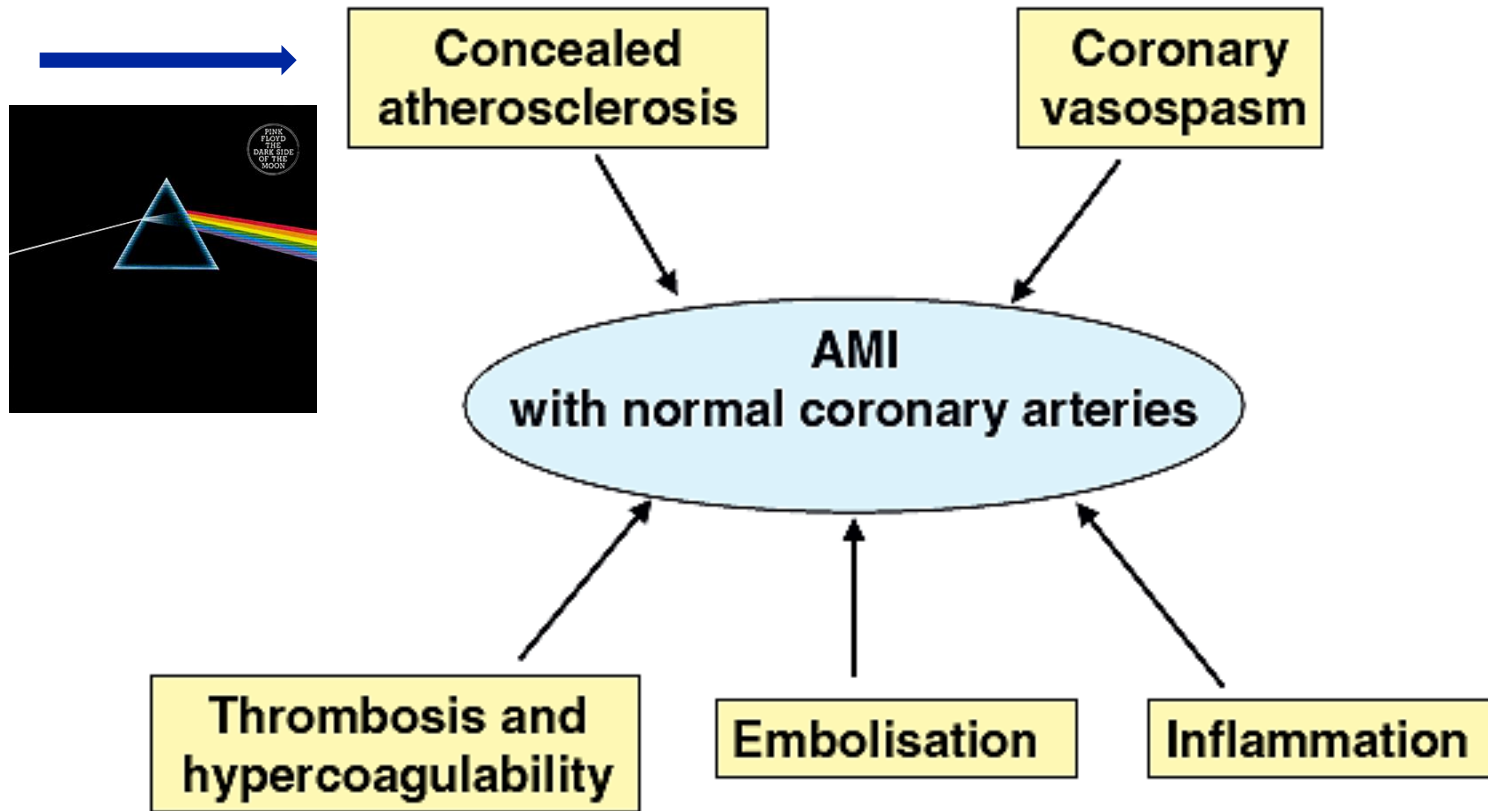 Concealed
atherosclerosis
Coronary
vasospasm
PINK
FLOYD
THE
DARK SIDE
OF THE
MOON
AMI
with normal coronary arteries
Thrombosis and
hypercoagulability
Embolisation
Inflammation